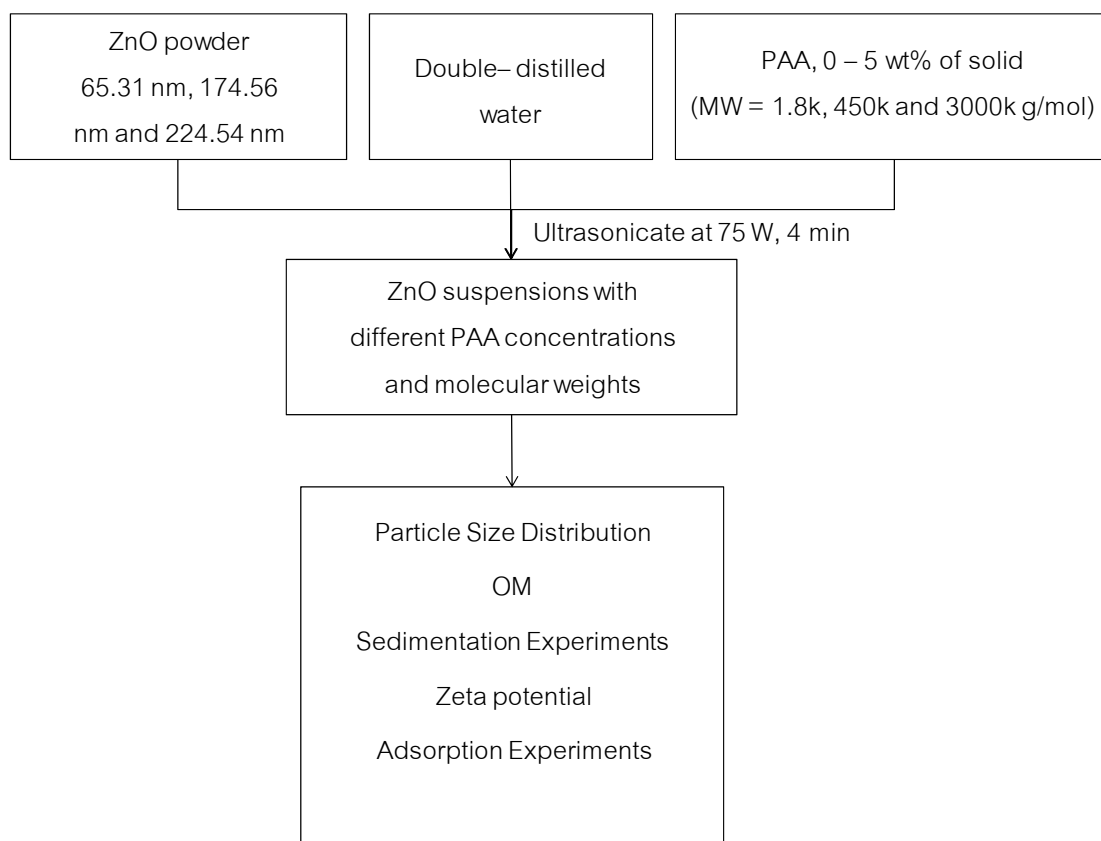 ZnO powder
65.31 nm, 174.56
nm and 224.54 nm
Double– distilled
water
PAA, 0 – 5 wt% of solid
(MW = 1.8k, 450k and 3000k g/mol)
Ultrasonicate at 75 W, 4 min
ZnO suspensions with
different PAA concentrations
and molecular weights
Particle Size Distribution
OM
Sedimentation Experiments
Zeta potential
Adsorption Experiments